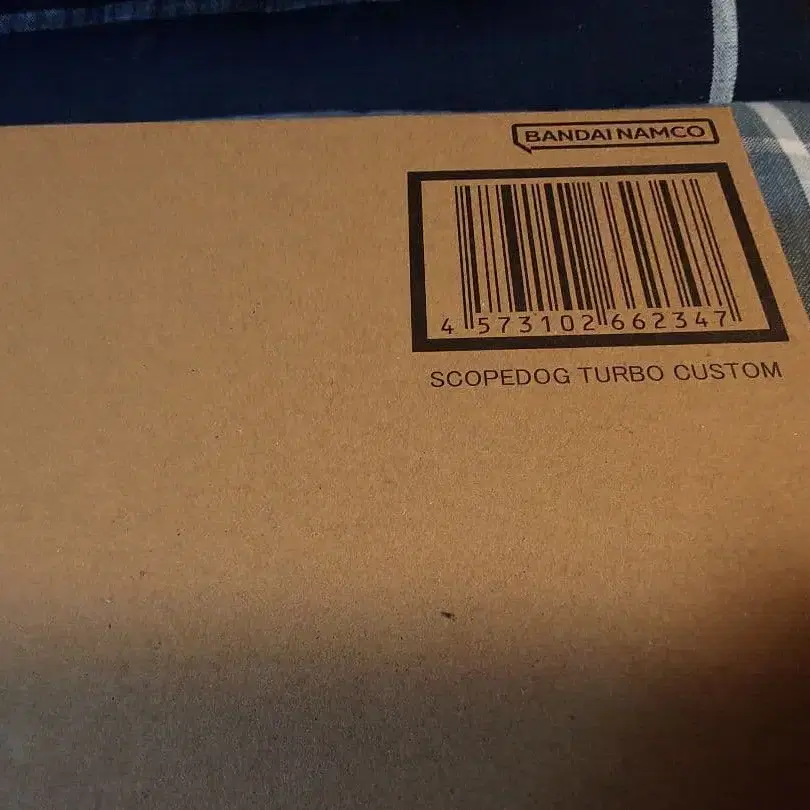 BANDAI NAMCO
4 573102 662347
SCOPEDOG TURBO CUSTOM